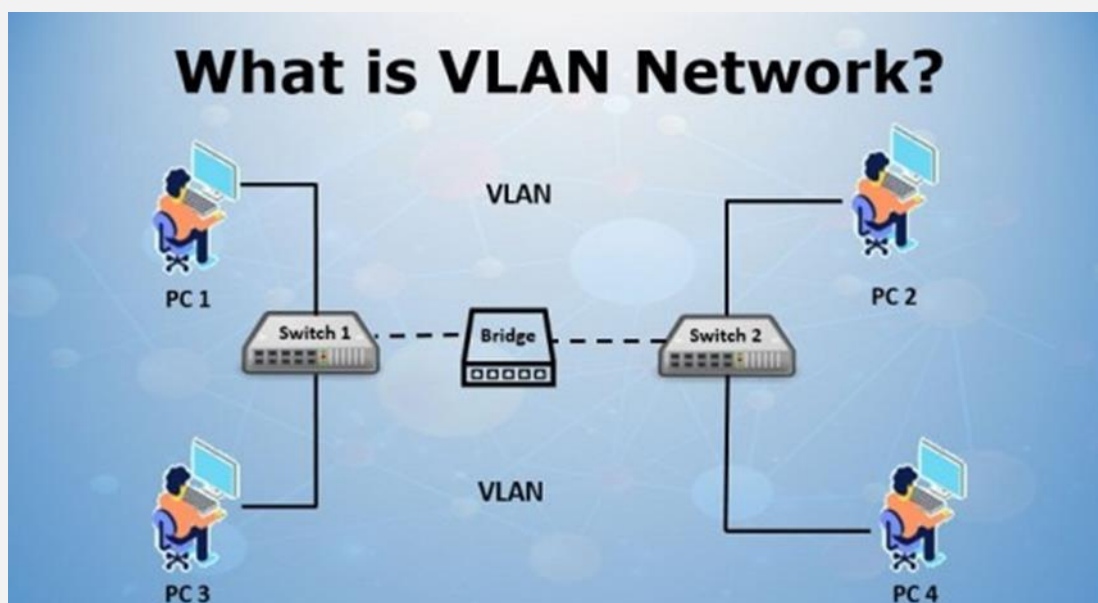 What is VLAN Network?
VLAN
PC 1
PC 2
Switch 1
Bridge
Switch 2
VLAN
PC 3
PC 4